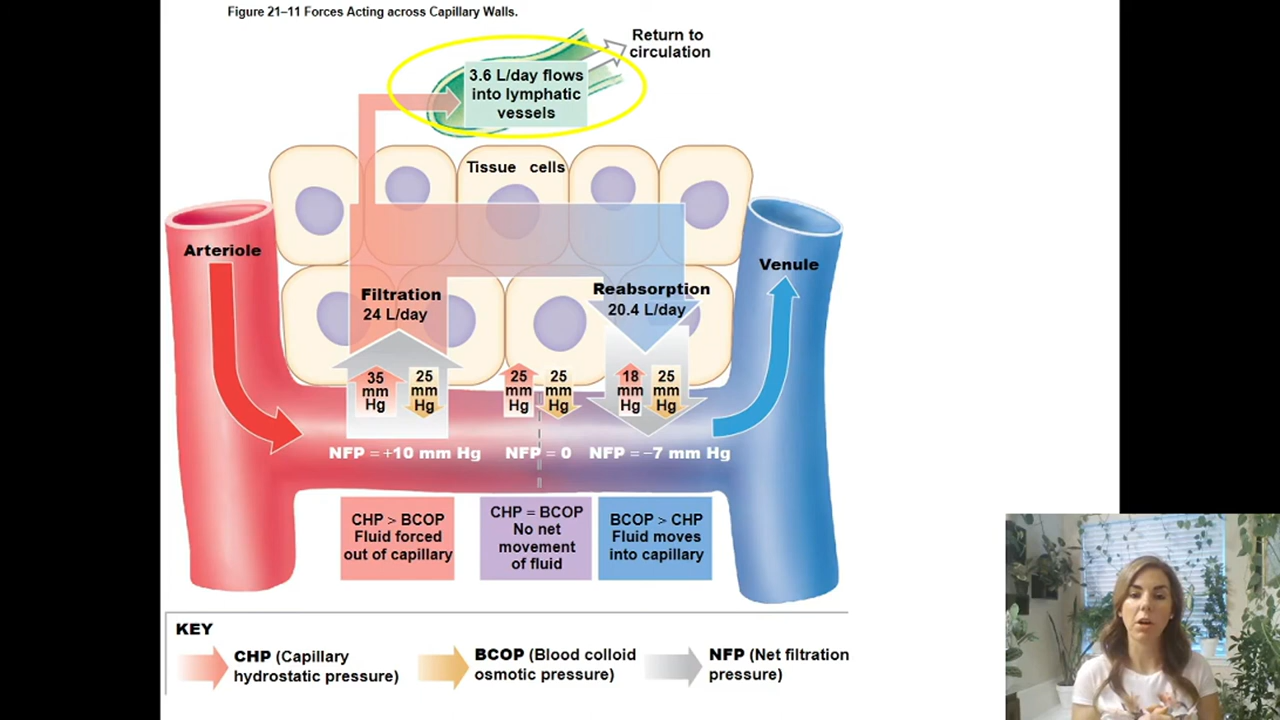 Figure 21–11 Forces Acting across Capillary Walls.
Return to
circulation
3.6 L/day flows
into lymphatic
vessels
Tissue cells
Arteriole
Venule
Filtration
24 L/day
Reabsorption
20.4 L/day
35
mm
Hg
25
mm
Hg
25
mm
Hg
25
mm
Hg
18
mm
Hg
25
mm
Hg
NFP = +10 mm Hg
NFP = 0
NFP = −7 mm Hg
CHP > BCOP
Fluid forced
out of capillary
CHP = BCOP
No net
movement
of fluid
BCOP > CHP
Fluid moves
into capillary
KEY
CHP (Capillary
hydrostatic pressure)
BCOP (Blood colloid
osmotic pressure)
NFP (Net filtration
pressure)